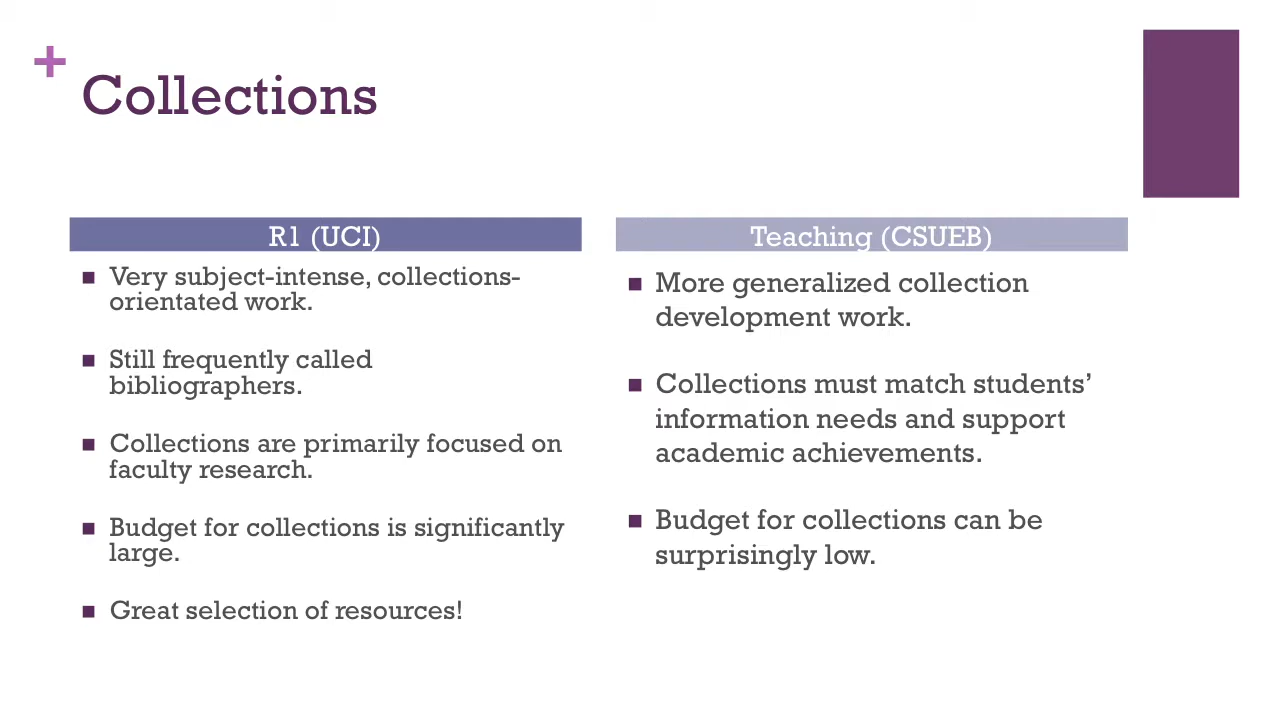 +
Collections
R1 (UCI)
Very subject-intense, collections-
orientated work.
Still frequently called
bibliographers.
Collections are primarily focused on
faculty research.
Budget for collections is significantly
large.
Great selection of resources!
Teaching (CSUEB)
More generalized collection
development work.
Collections must match students’
information needs and support
academic achievements.
Budget for collections can be
surprisingly low.